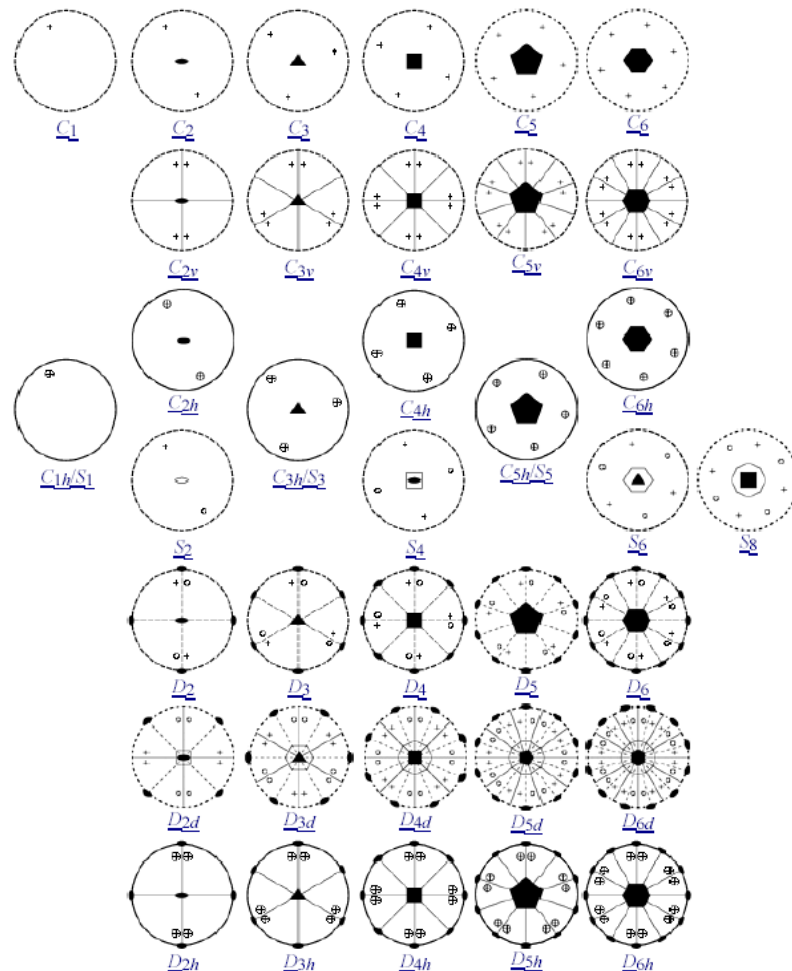 C1 C2 C3 C4 C5 C6
C2v C3v C4v C5v C6v
C2h C4h C6h
C1h/S1 C3h/S3 C5h/S5
S2 S4 S6 S8
D2 D3 D4 D5 D6
D2d D3d D4d D5d D6d
D2h D3h D4h D5h D6h